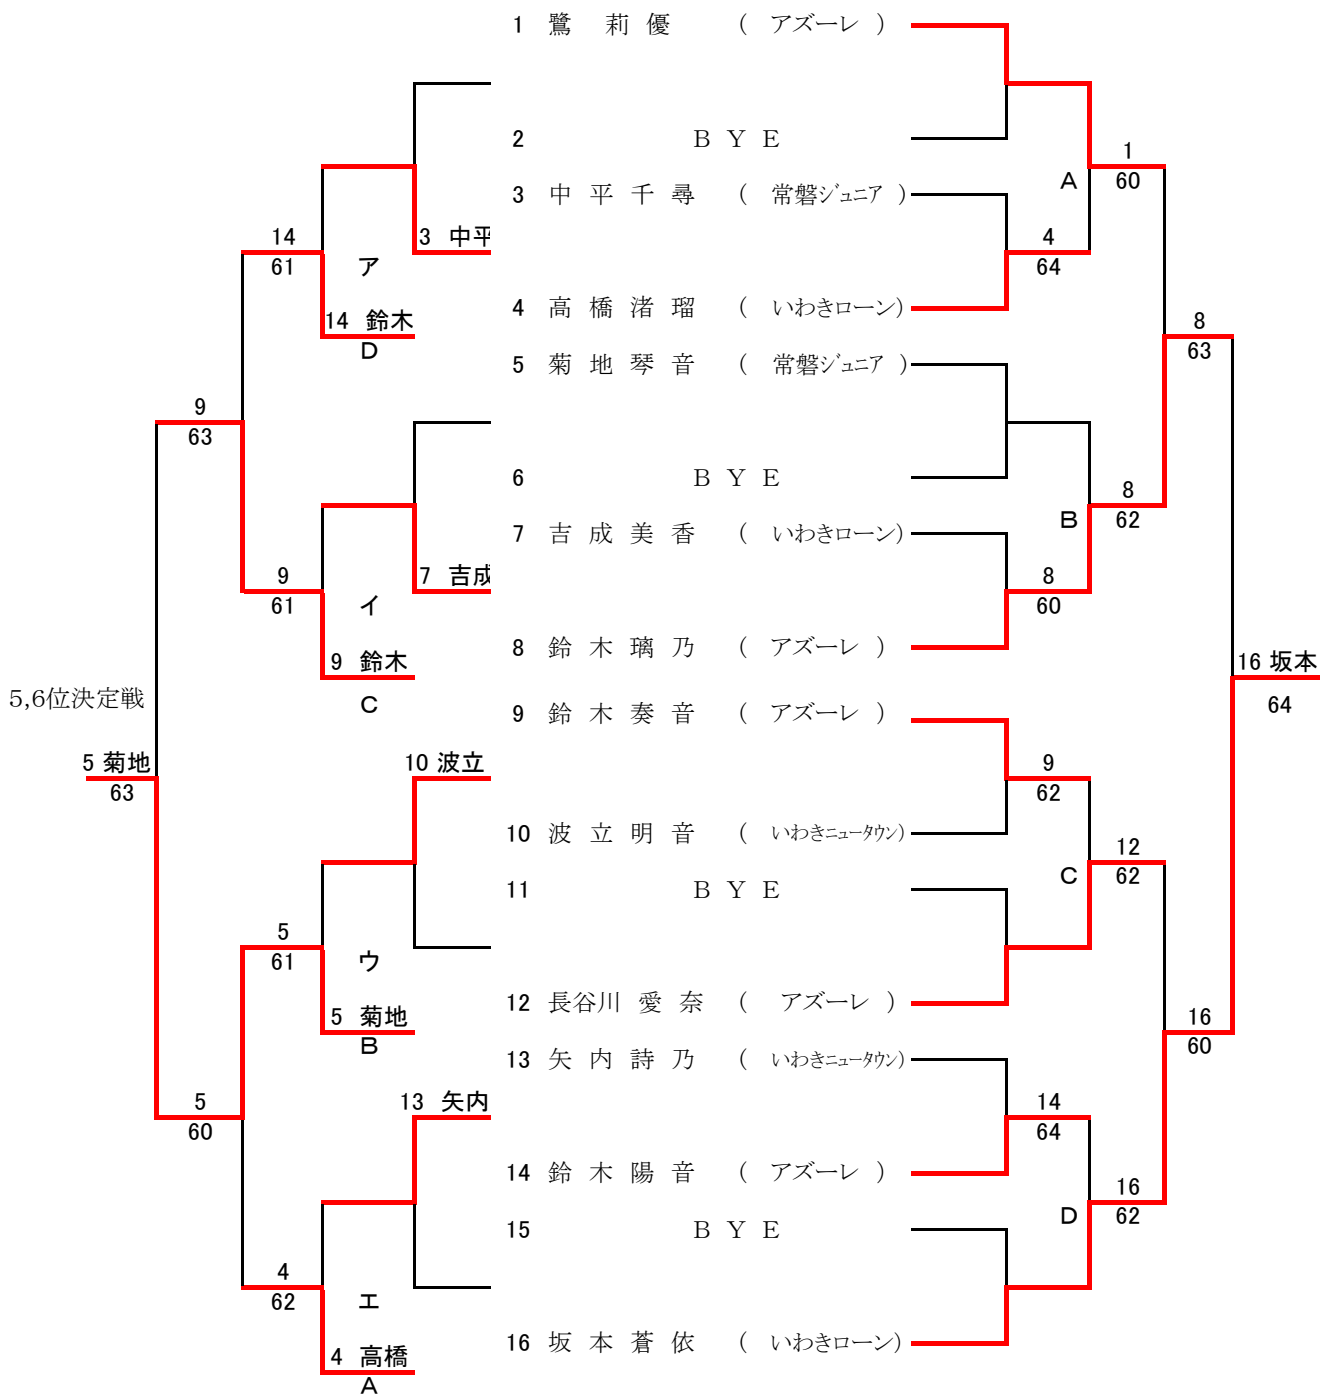 1 鷺 莉優 ( アズーレ )
2 B Y E
3 中平千尋 ( 常磐ジュニア )
4 高橋渚瑠 ( いわきローン)
5 菊地琴音 ( 常磐ジュニア )
6 B Y E
7 吉成美香 ( いわきローン)
8 鈴木璃乃 ( アズーレ )
9 鈴木奏音 ( アズーレ )
10 波立明音 ( いわきニュータウン)
11 B Y E
12 長谷川愛奈 ( アズーレ )
13 矢内詩乃 ( いわきニュータウン)
14 鈴木陽音 ( アズーレ )
15 B Y E
16 坂本蒼依 ( いわきローン)
A
1
60
4
64
8
63
B
8
62
8
60
16 坂本
64
9
62
C
12
62
16
60
14
64
D
16
62
3 中平
14
61
ア
14 鈴木
D
9
63
9
61
イ
7 吉成
9 鈴木
C
5,6位決定戦
5 菊地
63
10 波立
5
61
ウ
5 菊地
B
5
60
13 矢内
4
62
エ
4 高橋
A